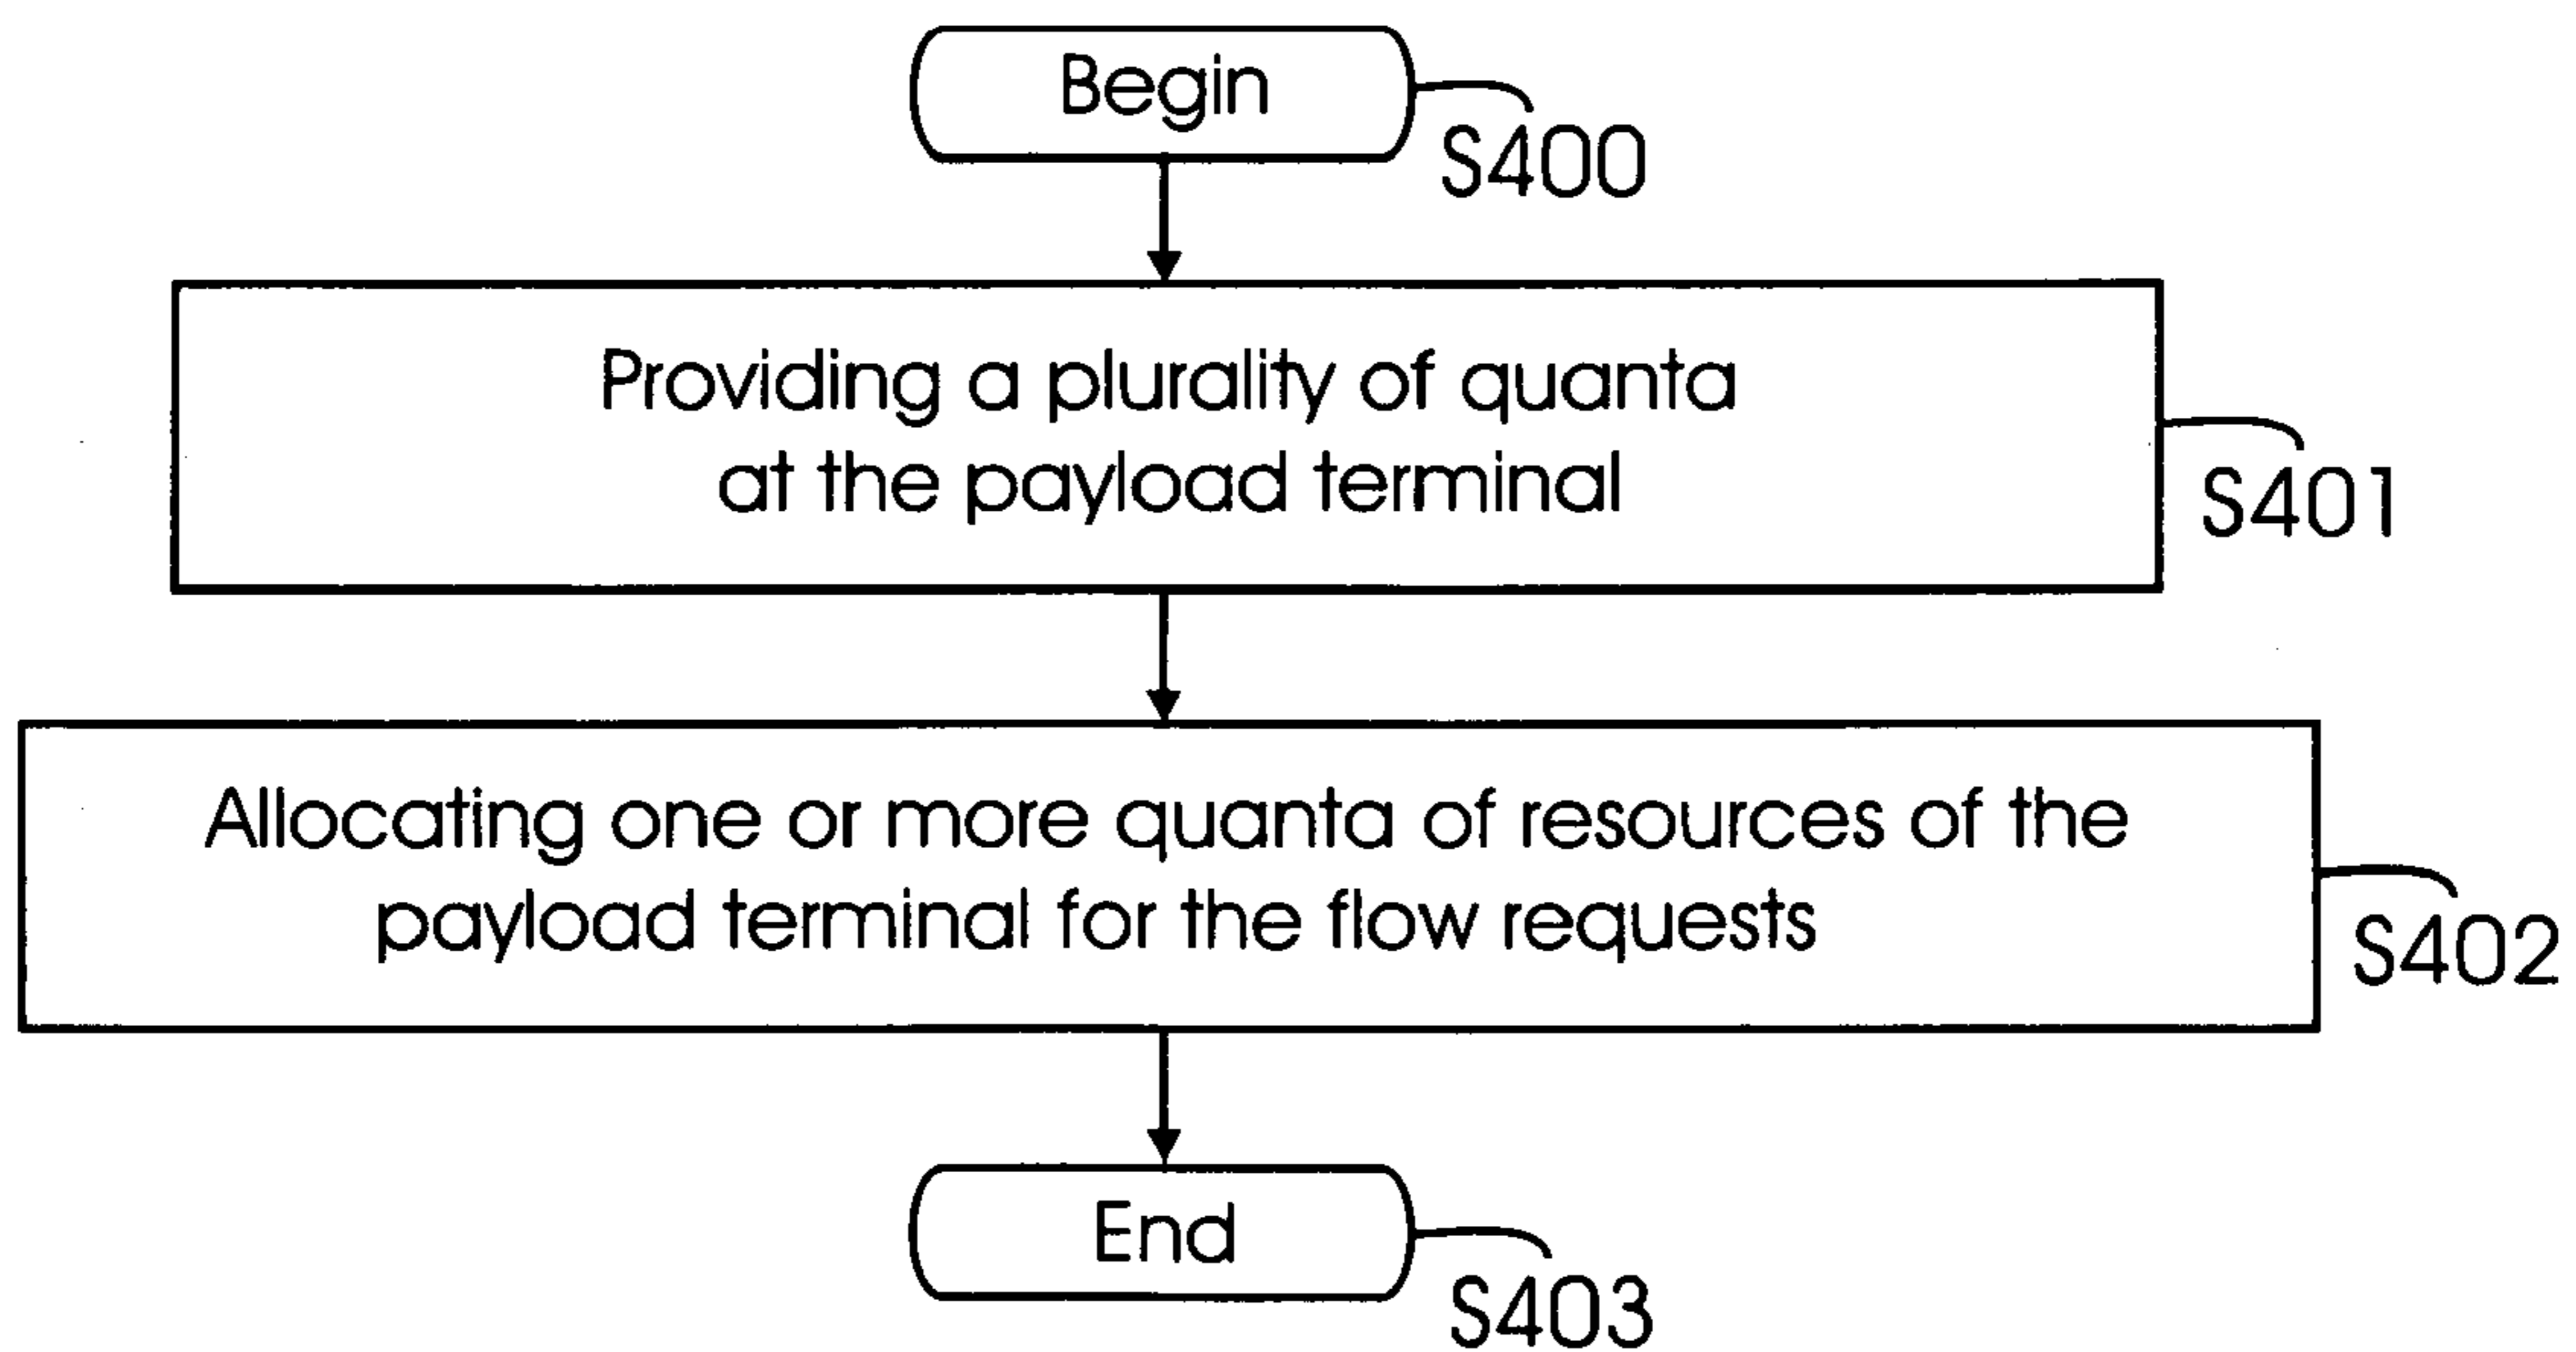 Begin
S400
Providing a plurality of quanta
at the payload terminal
S401
Allocating one or more quanta of resources of the
payload terminal for the flow requests
S402
End
S403